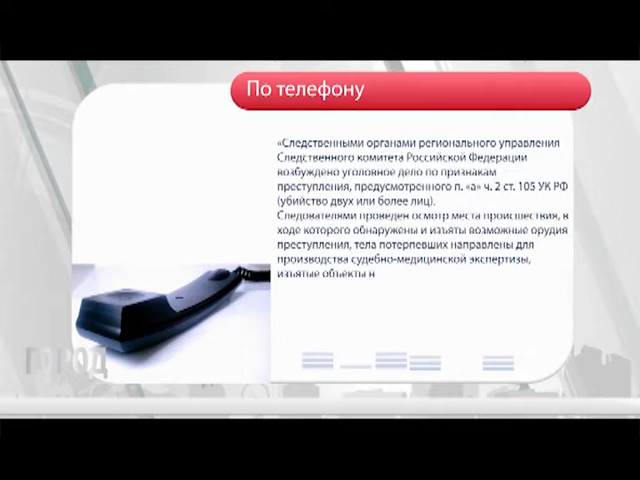 По телефону
«Следственными органами регионального управления
Следственного комитета Российской Федерации
возбуждено уголовное дело по признакам
преступления, предусмотренного п. «а» ч. 2 ст. 105 УК РФ
(убийство двух или более лиц).
Следователями проведен осмотр места происшествия, в
ходе которого обнаружены и изъяты возможные орудия
преступления, тела потерпевших направлены для
производства судебно-медицинской экспертизы,
изъятые объекты н
ГОРОД